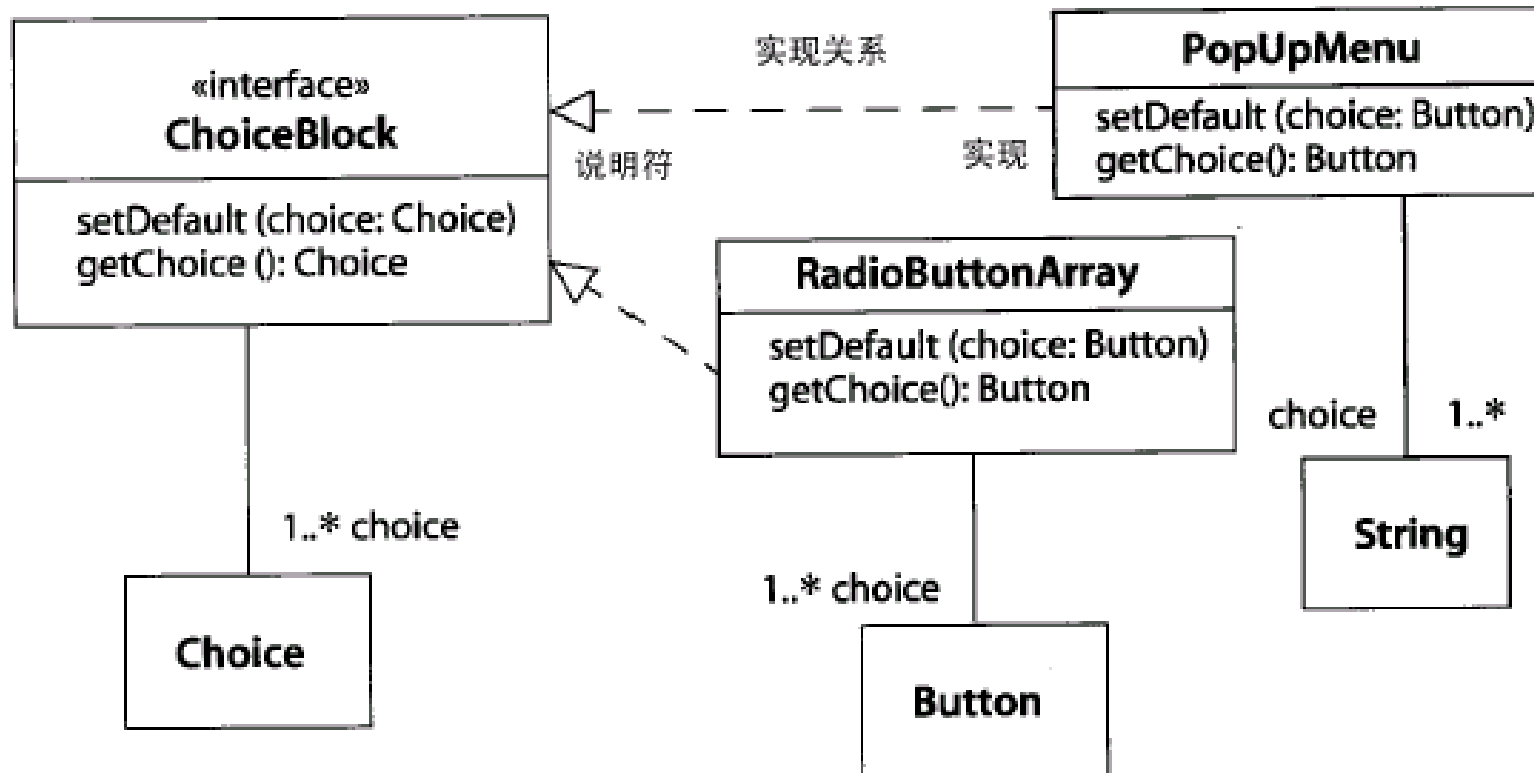 «interface»
ChoiceBlock
setDefault (choice: Choice)
getChoice (): Choice
实现关系
说明符
实现
PopUpMenu
setDefault (choice: Button)
getChoice(): Button
RadioButtonArray
setDefault (choice: Button)
getChoice(): Button
choice 1..*
String
1..* choice
Choice
1..* choice
Button